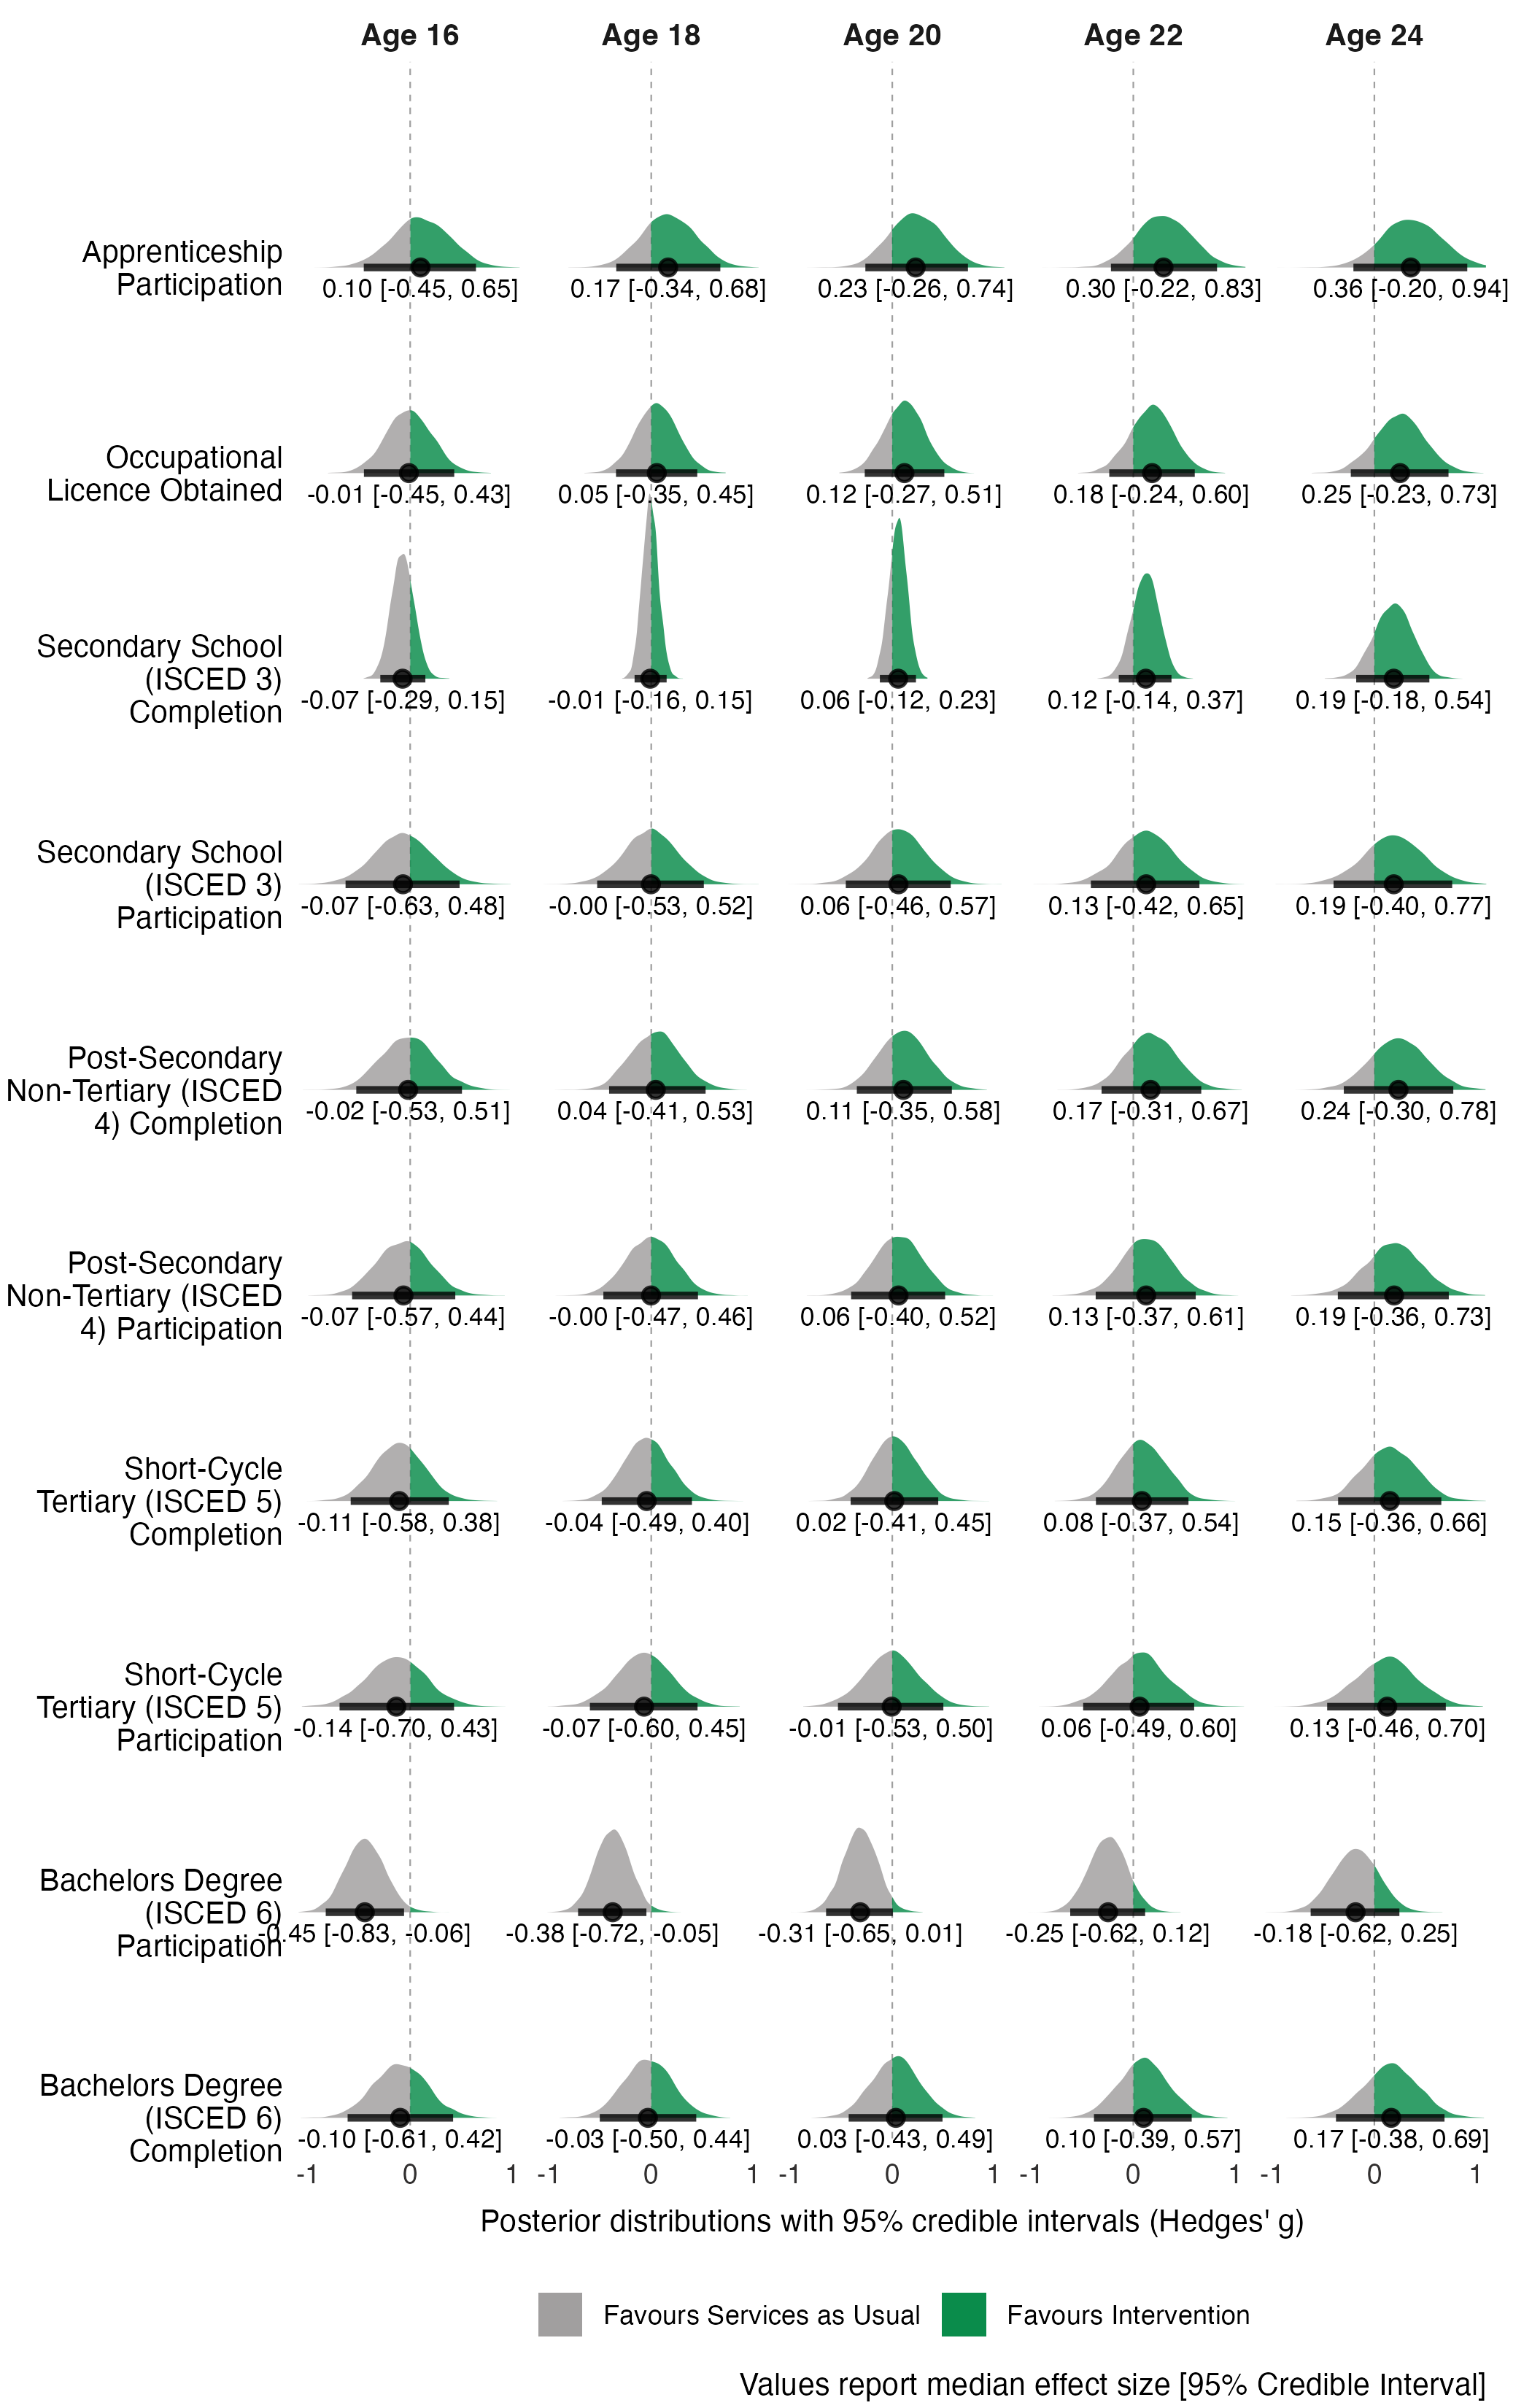 Age 16 Age 18 Age 20 Age 22 Age 24
Apprenticeship
Participation
0.10 [-0.45, 0.65] 0.17 [-0.34, 0.68] 0.23 [-0.26, 0.74] 0.30 [-0.22, 0.83] 0.36 [-0.20, 0.94]
Occupational
Licence Obtained
-0.01 [-0.45, 0.43] 0.05 [-0.35, 0.45] 0.12 [-0.27, 0.51] 0.18 [-0.24, 0.60] 0.25 [-0.23, 0.73]
Secondary School
(ISCED 3)
Completion
-0.07 [-0.29, 0.15] -0.01 [-0.16, 0.15] 0.06 [-0.12, 0.23] 0.12 [-0.14, 0.37] 0.19 [-0.18, 0.54]
Secondary School
(ISCED 3)
Participation
-0.07 [-0.63, 0.48] -0.00 [-0.53, 0.52] 0.06 [-0.46, 0.57] 0.13 [-0.42, 0.65] 0.19 [-0.40, 0.77]
Post-Secondary
Non-Tertiary (ISCED
4) Completion
-0.02 [-0.53, 0.51] 0.04 [-0.41, 0.53] 0.11 [-0.35, 0.58] 0.17 [-0.31, 0.67] 0.24 [-0.30, 0.78]
Post-Secondary
Non-Tertiary (ISCED
4) Participation
-0.07 [-0.57, 0.44] -0.00 [-0.47, 0.46] 0.06 [-0.40, 0.52] 0.13 [-0.37, 0.61] 0.19 [-0.36, 0.73]
Short-Cycle
Tertiary (ISCED 5)
Completion
-0.11 [-0.58, 0.38] -0.04 [-0.49, 0.40] 0.02 [-0.41, 0.45] 0.08 [-0.37, 0.54] 0.15 [-0.36, 0.66]
Short-Cycle
Tertiary (ISCED 5)
Participation
-0.14 [-0.70, 0.43] -0.07 [-0.60, 0.45] -0.01 [-0.53, 0.50] 0.06 [-0.49, 0.60] 0.13 [-0.46, 0.70]
Bachelors Degree
(ISCED 6)
Participation
-0.45 [-0.83, -0.06] -0.38 [-0.72, -0.05] -0.31 [-0.65, 0.01] -0.25 [-0.62, 0.12] -0.18 [-0.62, 0.25]
Bachelors Degree
(ISCED 6)
Completion
-0.10 [-0.61, 0.42] -0.03 [-0.50, 0.44] 0.03 [-0.43, 0.49] 0.10 [-0.39, 0.57] 0.17 [-0.38, 0.69]
-1 0 1 -1 0 1 -1 0 1 -1 0 1 -1 0 1
Posterior distributions with 95% credible intervals (Hedges' g)
Favours Services as Usual Favours Intervention
Values report median effect size [95% Credible Interval]